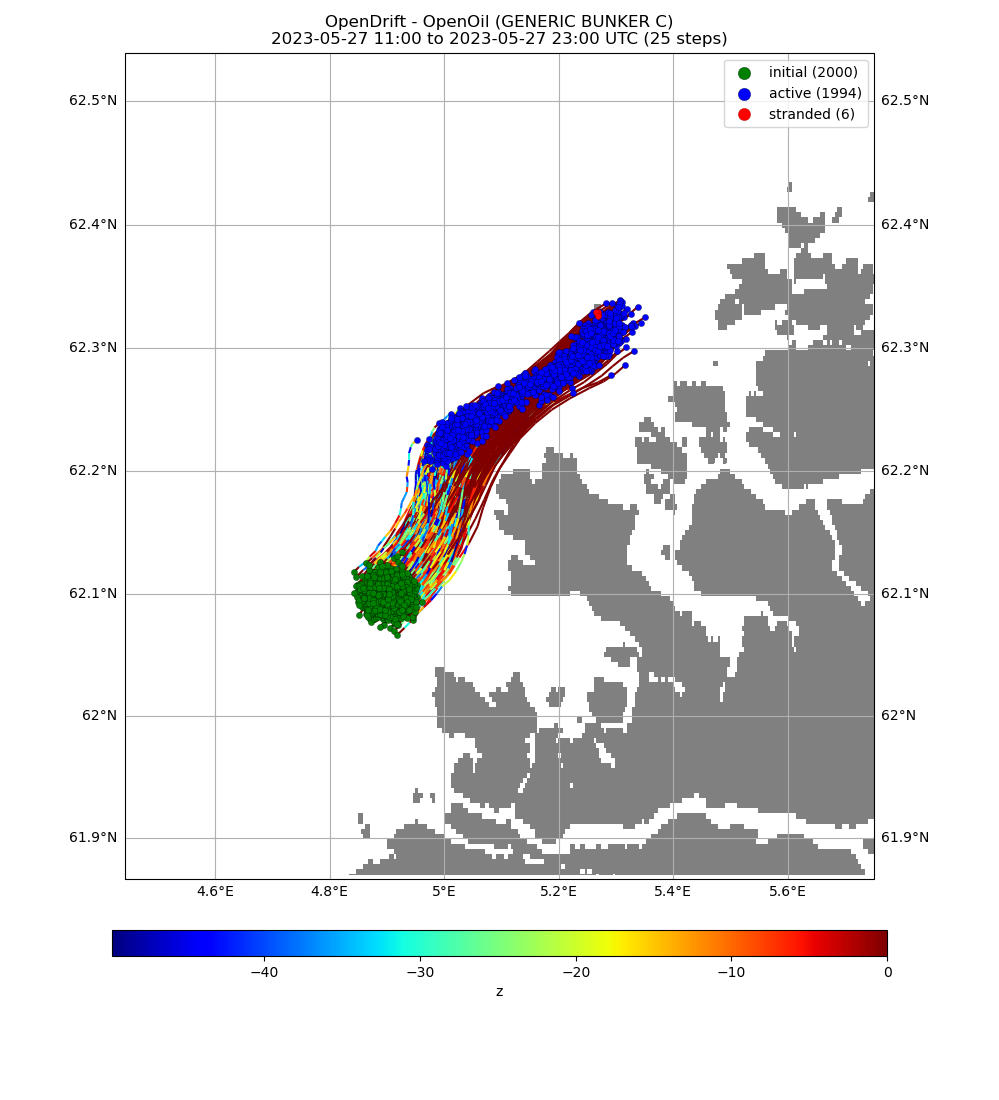 OpenDrift - OpenOil (GENERIC BUNKER C)
2023-05-27 11:00 to 2023-05-27 23:00 UTC (25 steps)
initial (2000)
active (1994)
stranded (6)
62.5°N 62.5°N
62.4°N 62.4°N
62.3°N 62.3°N
62.2°N 62.2°N
62.1°N 62.1°N
62°N 62°N
61.9°N 61.9°N
4.6°E 4.8°E 5°E 5.2°E 5.4°E 5.6°E
−40 −30 −20 −10 0
z